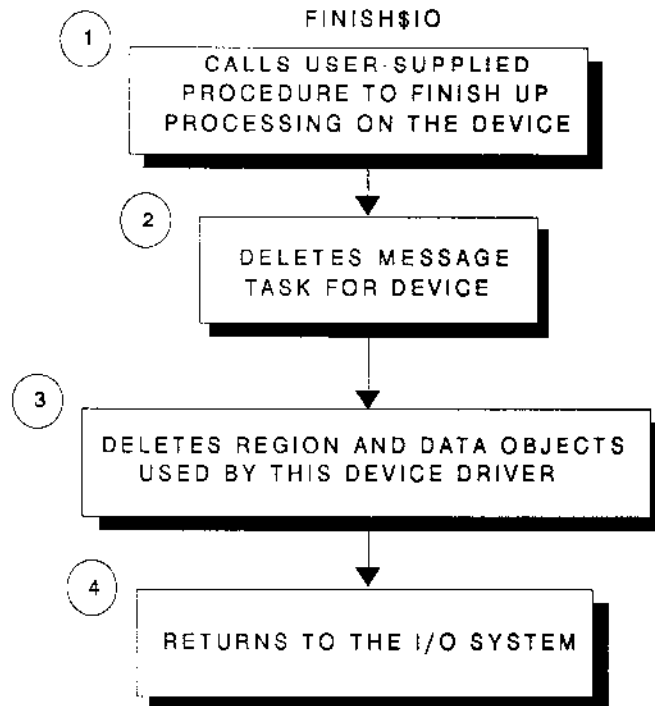 FINISH$IO
1
CALLS USER-SUPPLIED
PROCEDURE TO FINISH UP
PROCESSING ON THE DEVICE
2
DELETES MESSAGE
TASK FOR DEVICE
3
DELETES REGION AND DATA OBJECTS
USED BY THIS DEVICE DRIVER
4
RETURNS TO THE I/O SYSTEM